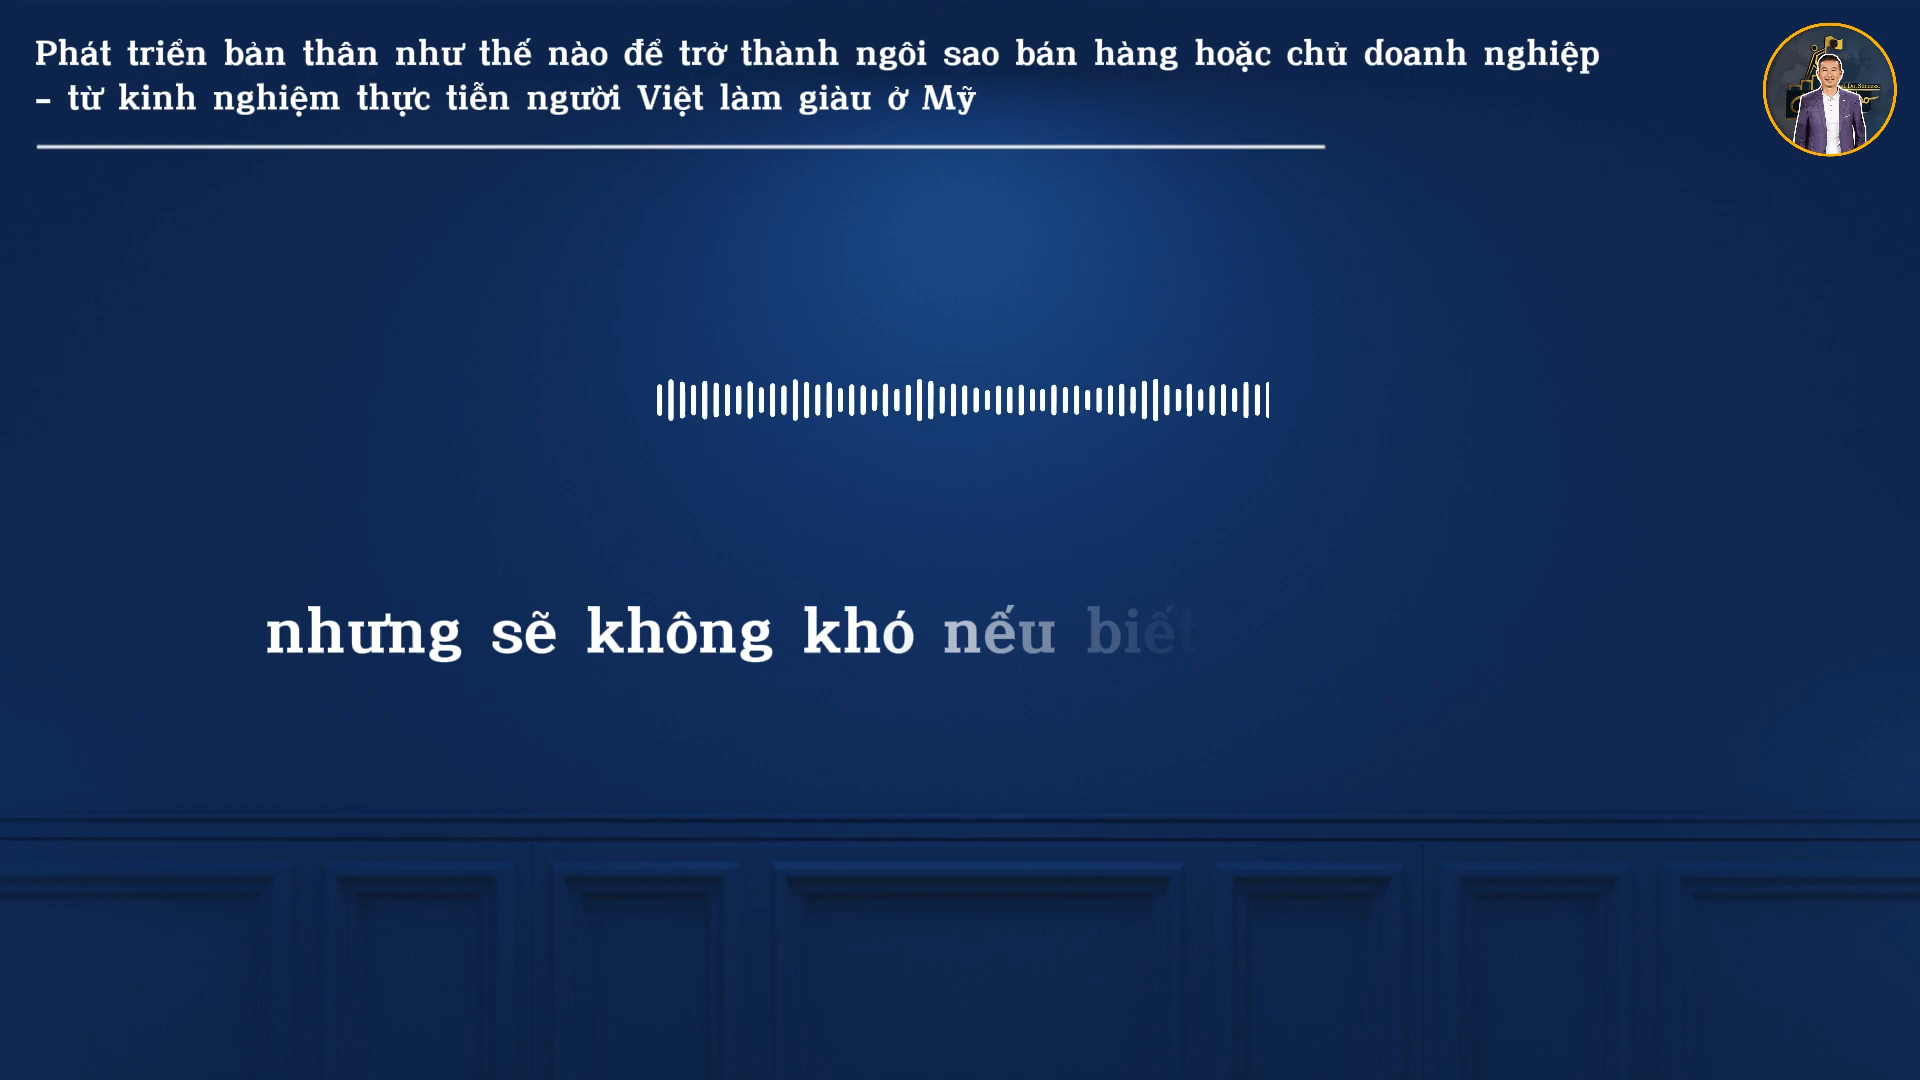 Phát triển bản thân như thế nào để trở thành ngôi sao bán hàng hoặc chủ doanh nghiệp
– từ kinh nghiệm thực tiễn người Việt làm giàu ở Mỹ
nhưng sẽ không khó nếu biết